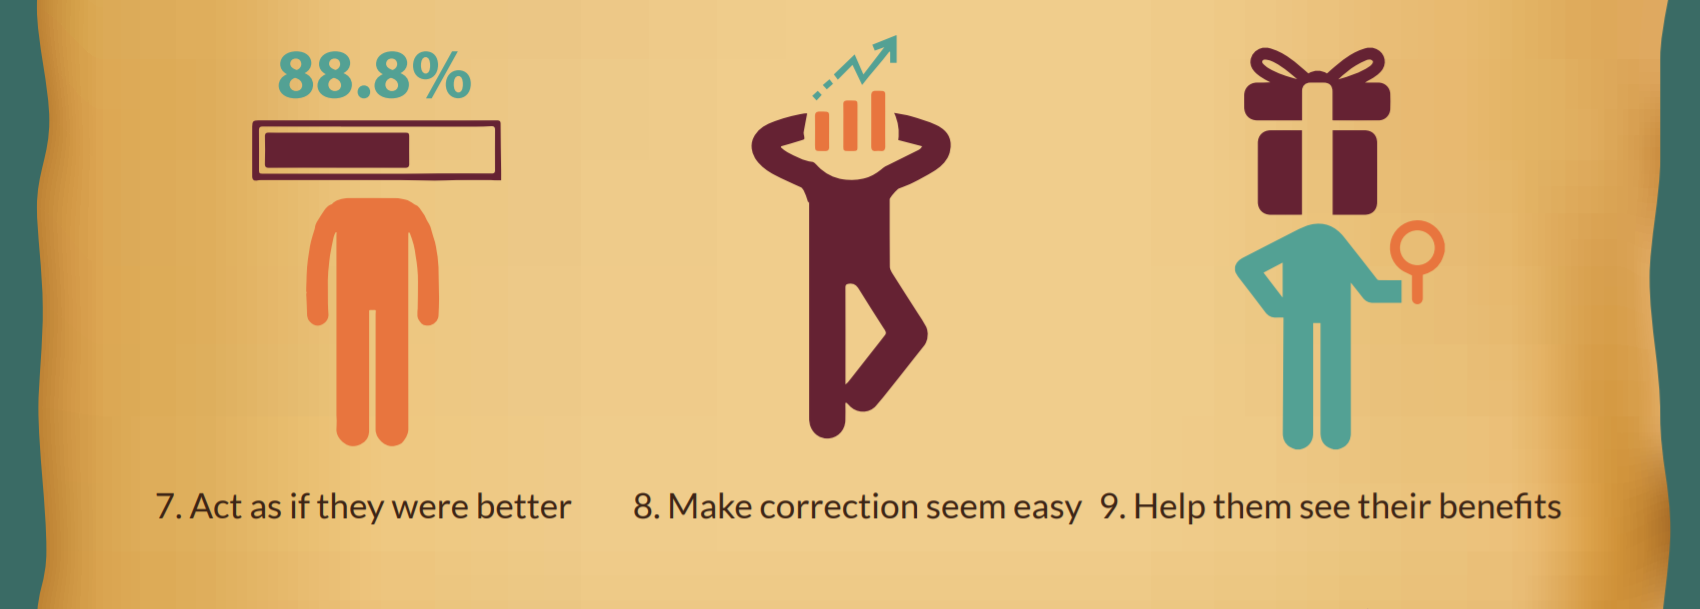 88.8%
7. Act as if they were better
8. Make correction seem easy
9. Help them see their benefits